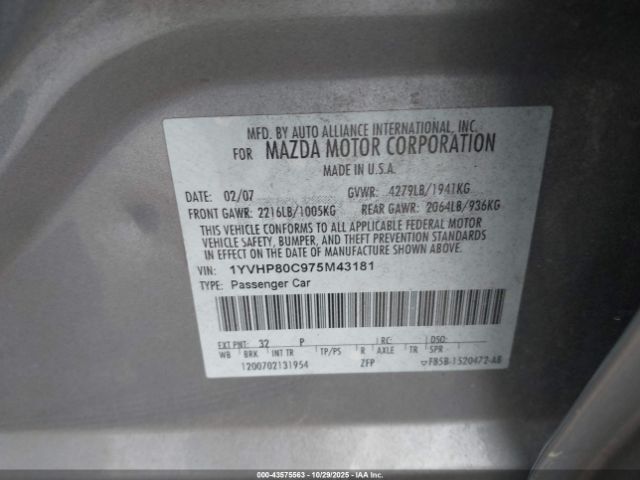 MFD. BY AUTO ALLIANCE INTERNATIONAL, INC.
FOR MAZDA MOTOR CORPORATION
MADE IN U.S.A.
DATE: 02/07 GVWR: 4279LB/1941KG
FRONT GAWR: 2216LB/1005KG REAR GAWR: 2064LB/936KG
THIS VEHICLE CONFORMS TO ALL APPLICABLE FEDERAL MOTOR
VEHICLE SAFETY, BUMPER, AND THEFT PREVENTION STANDARDS
IN EFFECT ON THE DATE OF MANUFACTURE SHOWN ABOVE.
VIN: 1YVHP80C975M43181
TYPE: Passenger Car
EXT PNT: 32 P RC: DSO:
WB BRK INT TR TP/PS R AXLE TR SPR
1200702131954 ZFP F85B-1520472-AB
000-43575563 | 10/29/2025 | IAAI.com